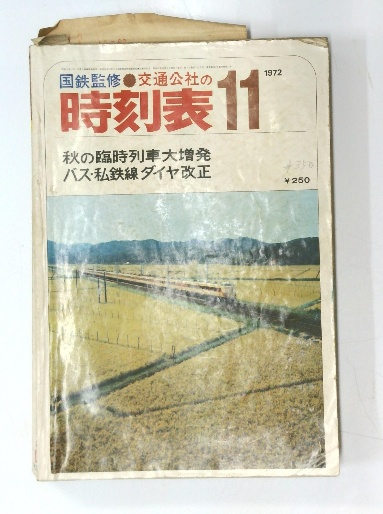 国鉄監修●交通公社の
時刻表11
1972
秋の臨時列車大増発
バス・私鉄線ダイヤ改正
¥250